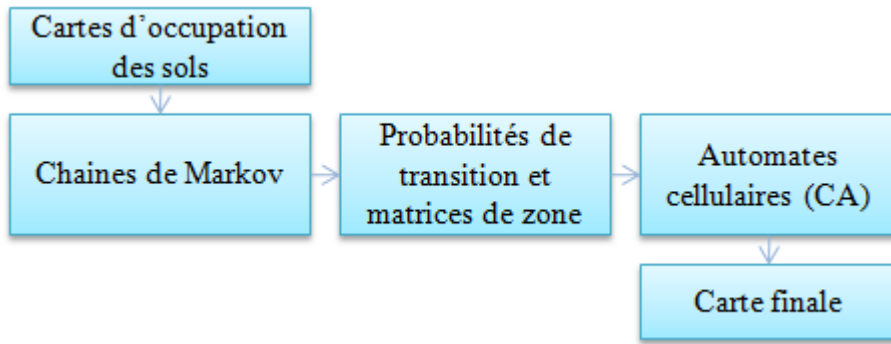 Cartes d'occupation
des sols
Chaines de Markov
Probabilités de
transition et
matrices de zone
Automates
cellulaires (CA)
Carte finale